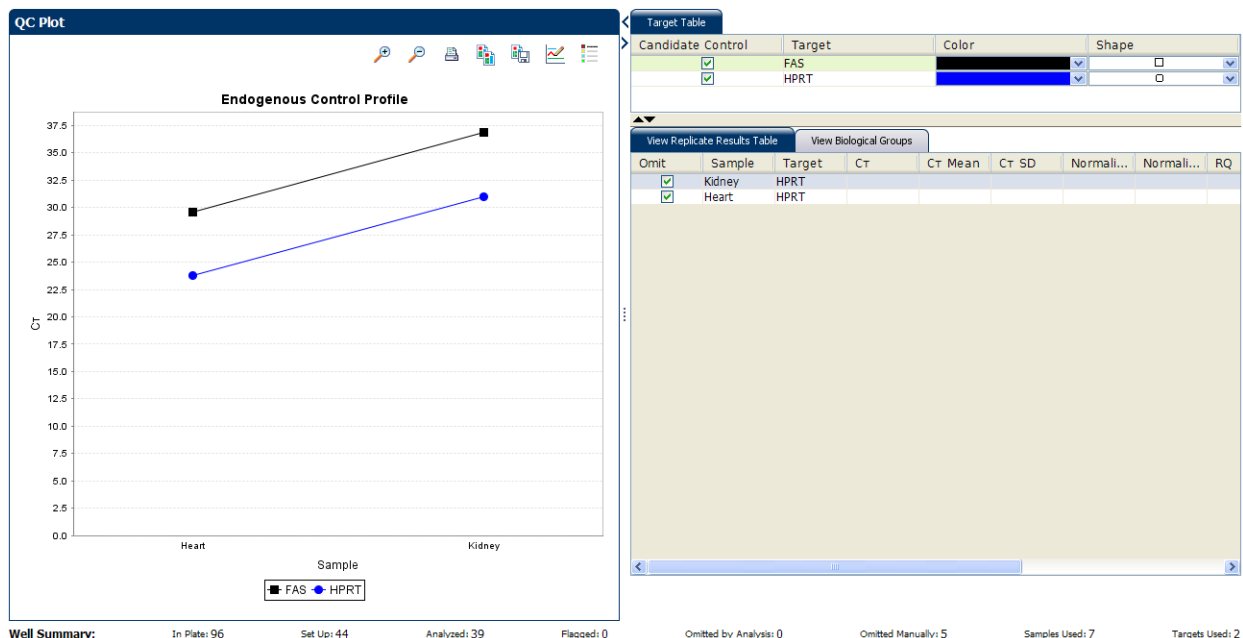 QC Plot
Endogenous Control Profile
37.5
35.0
32.5
30.0
27.5
25.0
22.5
20.0
17.5
15.0
12.5
10.0
7.5
5.0
2.5
0.0
Cт
Heart Kidney
Sample
FAS HPRT
Target Table
Candidate Control Target Color Shape
FAS
HPRT
View Replicate Results Table View Biological Groups
Omit Sample Target Cт Cт Mean Cт SD Normali... Normali... RQ
Kidney HPRT
Heart HPRT
Well Summary: In Plate: 96 Set Up: 44 Analyzed: 39 Flagged: 0 Omitted by Analysis: 0 Omitted Manually: 5 Samples Used: 7 Targets Used: 2